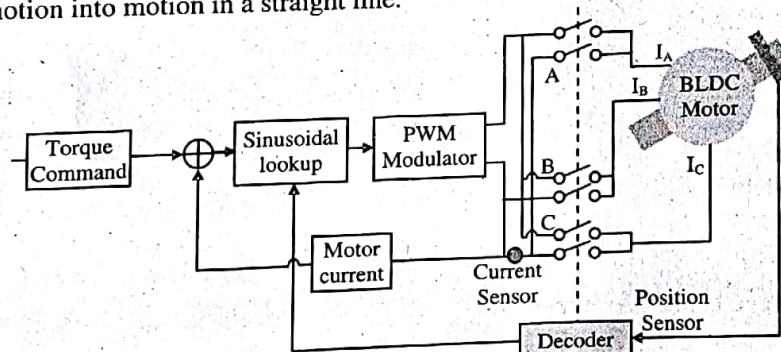 notion into motion in a straight line.
Torque
Command
Sinusoidal
lookup
PWM
Modulator
A
B
C
I_A
I_B
I_C
BLDC
Motor
Motor
current
Current
Sensor
Position
Sensor
Decoder